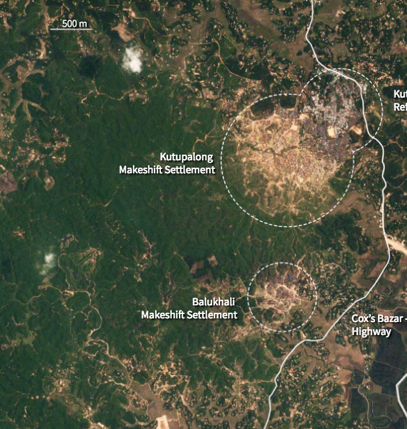 500 m
Kutupalong
Makeshift Settlement
Balukhali
Makeshift Settlement
Cox's Bazar -
Highway